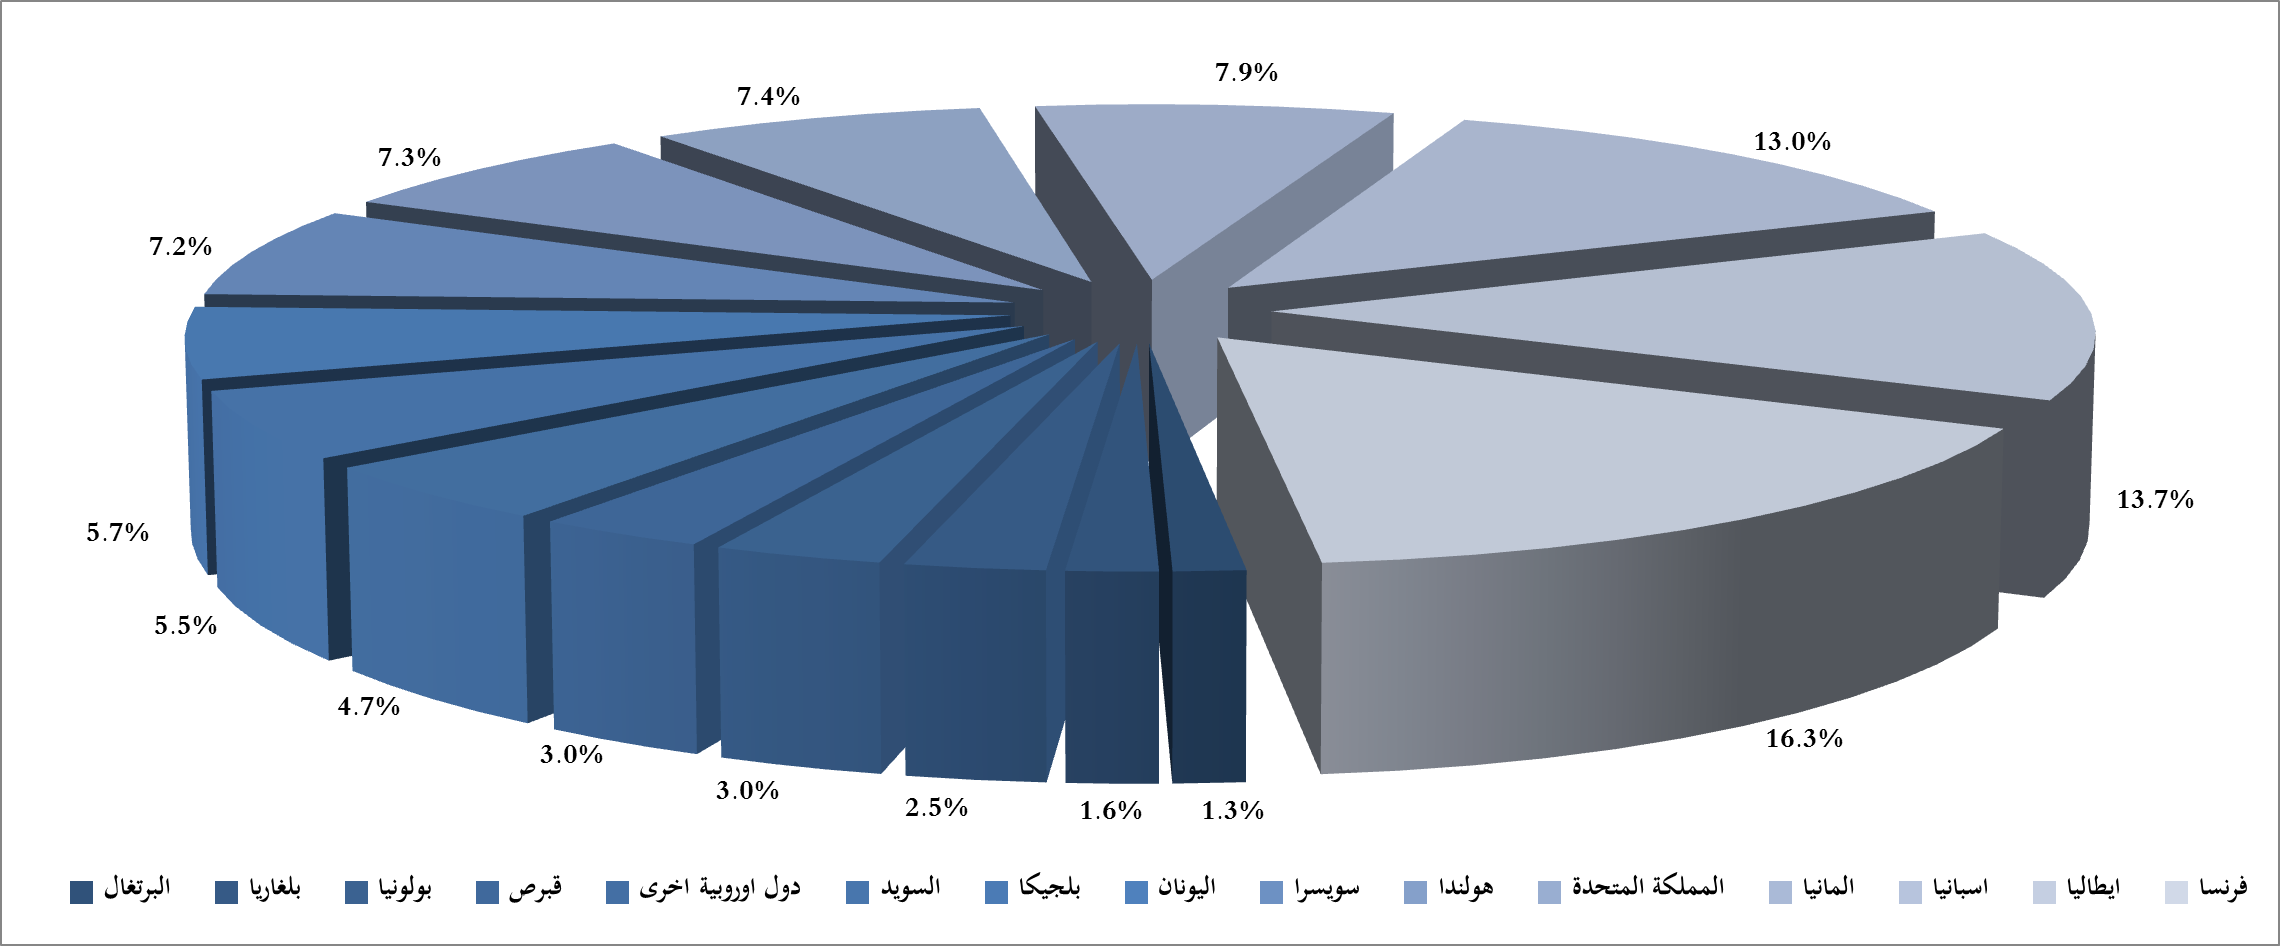 7.9%
7.4%
13.0%
7.3%
7.2%
13.7%
5.7%
5.5%
4.7%
16.3%
3.0%
3.0%
2.5%
1.6%
1.3%
فرنسا
ايطاليا
اسبانيا
المانيا
المملكة المتحدة
هولندا
سويسرا
اليونان
بلجيكا
السويد
دول اوروبية اخرى
قبرص
بولونيا
بلغاريا
البرتغال